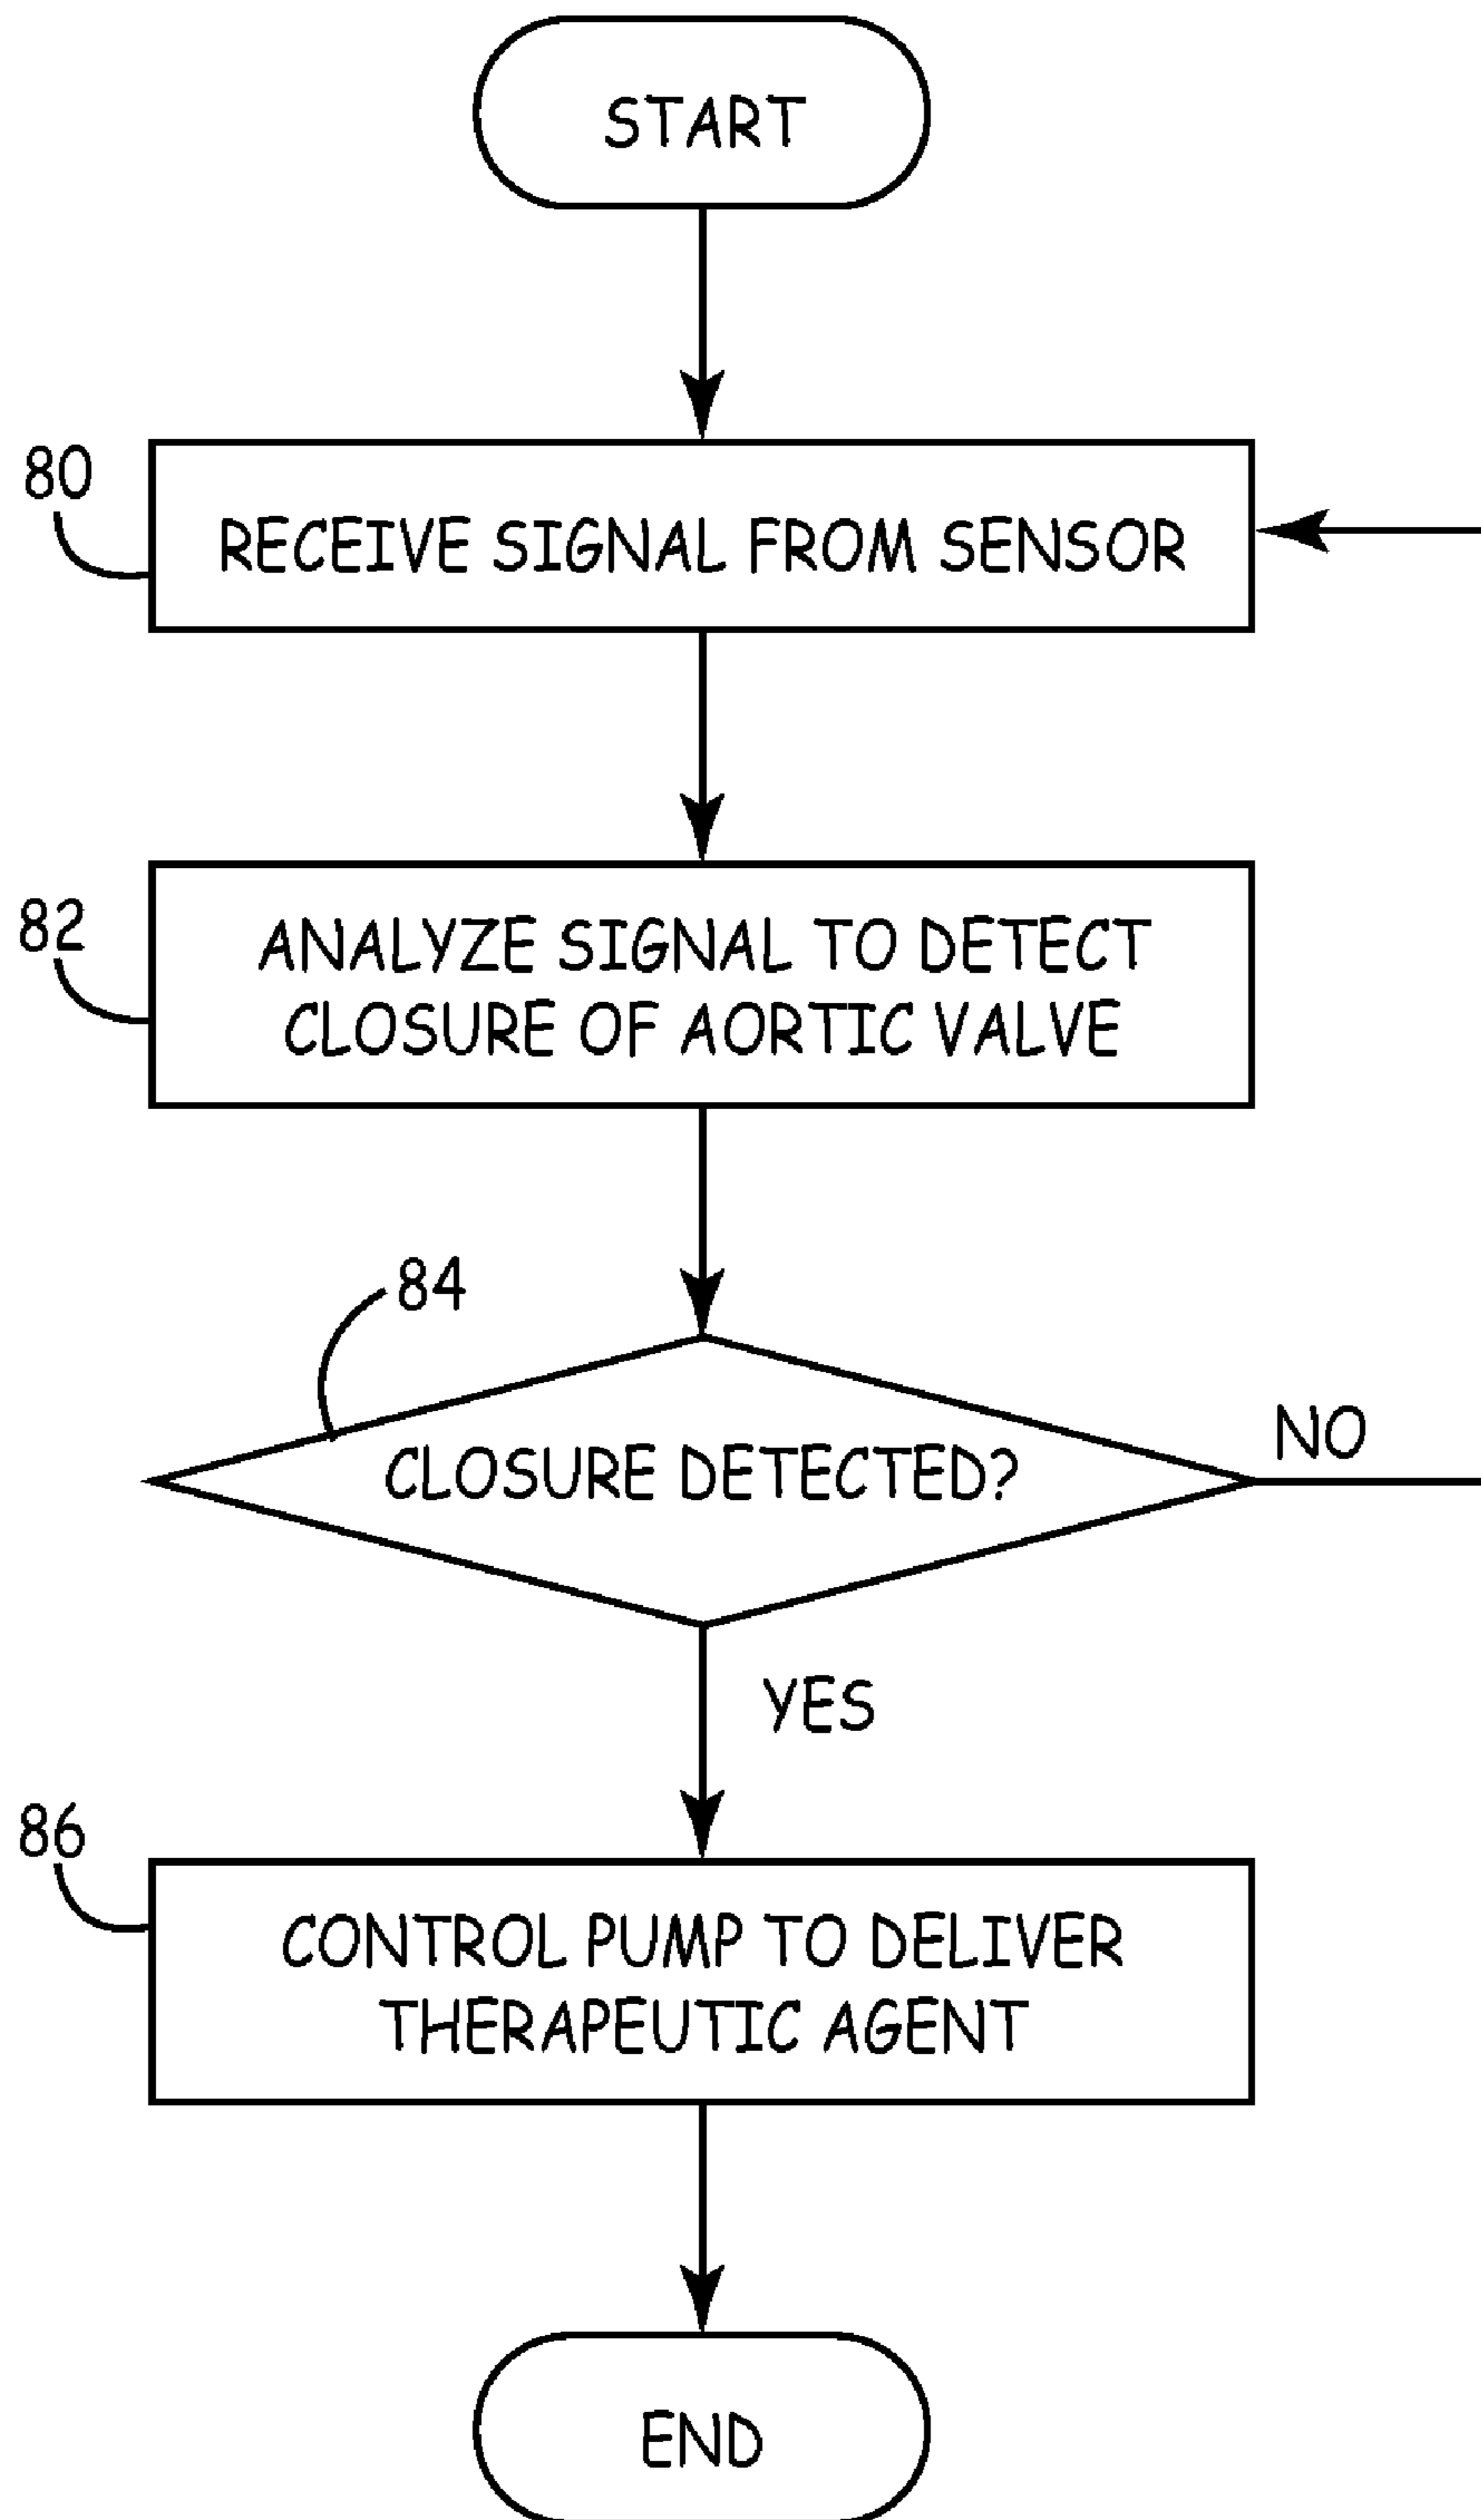 START
80
RECEIVE SIGNAL FROM SENSOR
82
ANALYZE SIGNAL TO DETECT
CLOSURE OF AORTIC VALVE
84
CLOSURE DETECTED?
NO
YES
86
CONTROL PUMP TO DELIVER
THERAPEUTIC AGENT
END